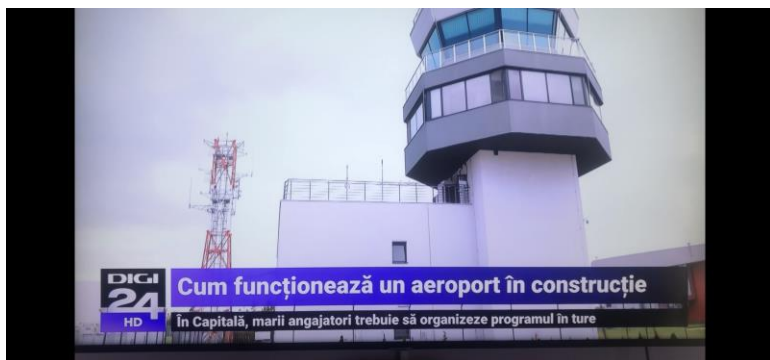 DIGI
24
HD
Cum funcționează un aeroport în construcție
În Capitală, marii angajatori trebuie să organizeze programul în ture